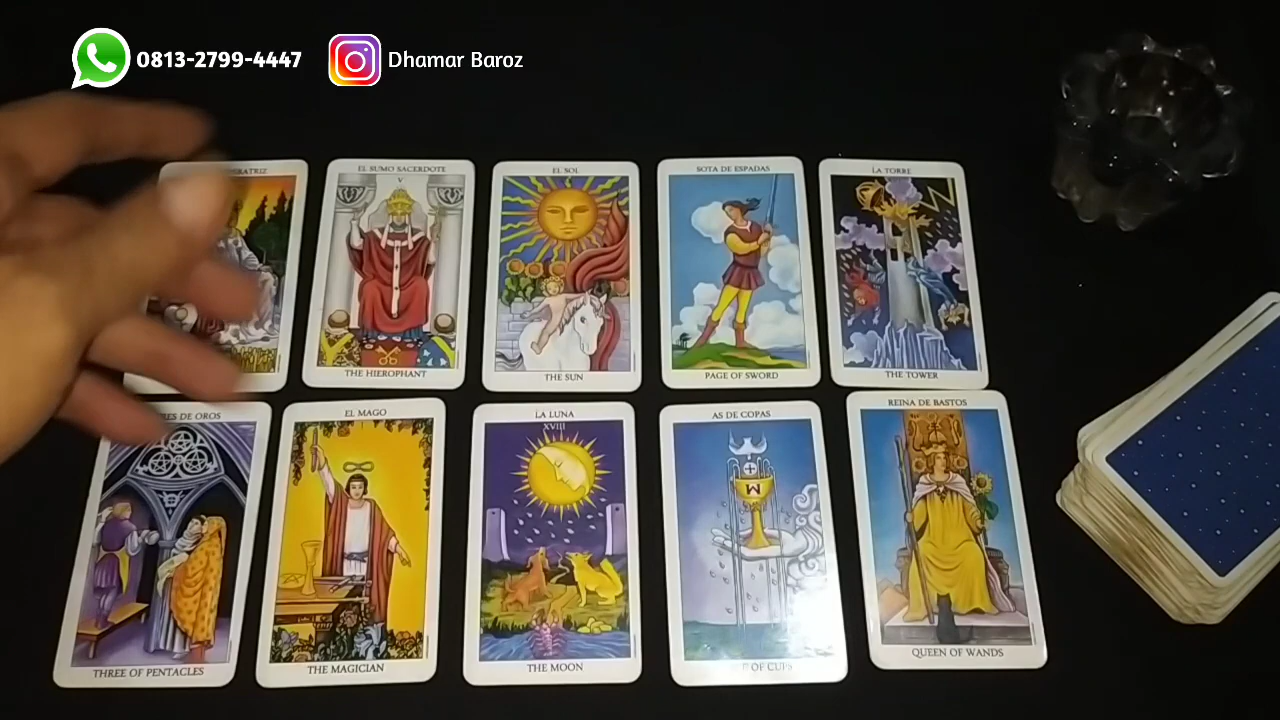 0813-2799-4447
Dhamar Baroz
EL SUMO SACERDOTE
V
THE HIEROPHANT
EL SOL
THE SUN
SOTA DE ESPADAS
PAGE OF SWORD
LA TORRE
THE TOWER
DE OROS
THREE OF PENTACLES
EL MAGO
THE MAGICIAN
LA LUNA
XVIII
THE MOON
AS DE COPAS
OF CUPS
REINA DE BASTOS
QUEEN OF WANDS